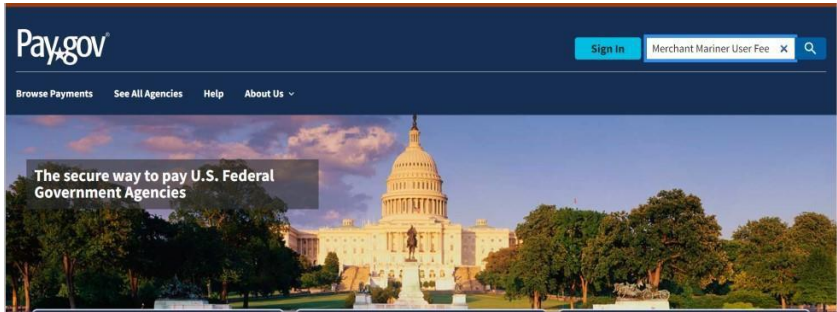 Pay.gov®
Sign In
Merchant Mariner User Fee
Browse Payments See All Agencies Help About Us
The secure way to pay U.S. Federal
Government Agencies